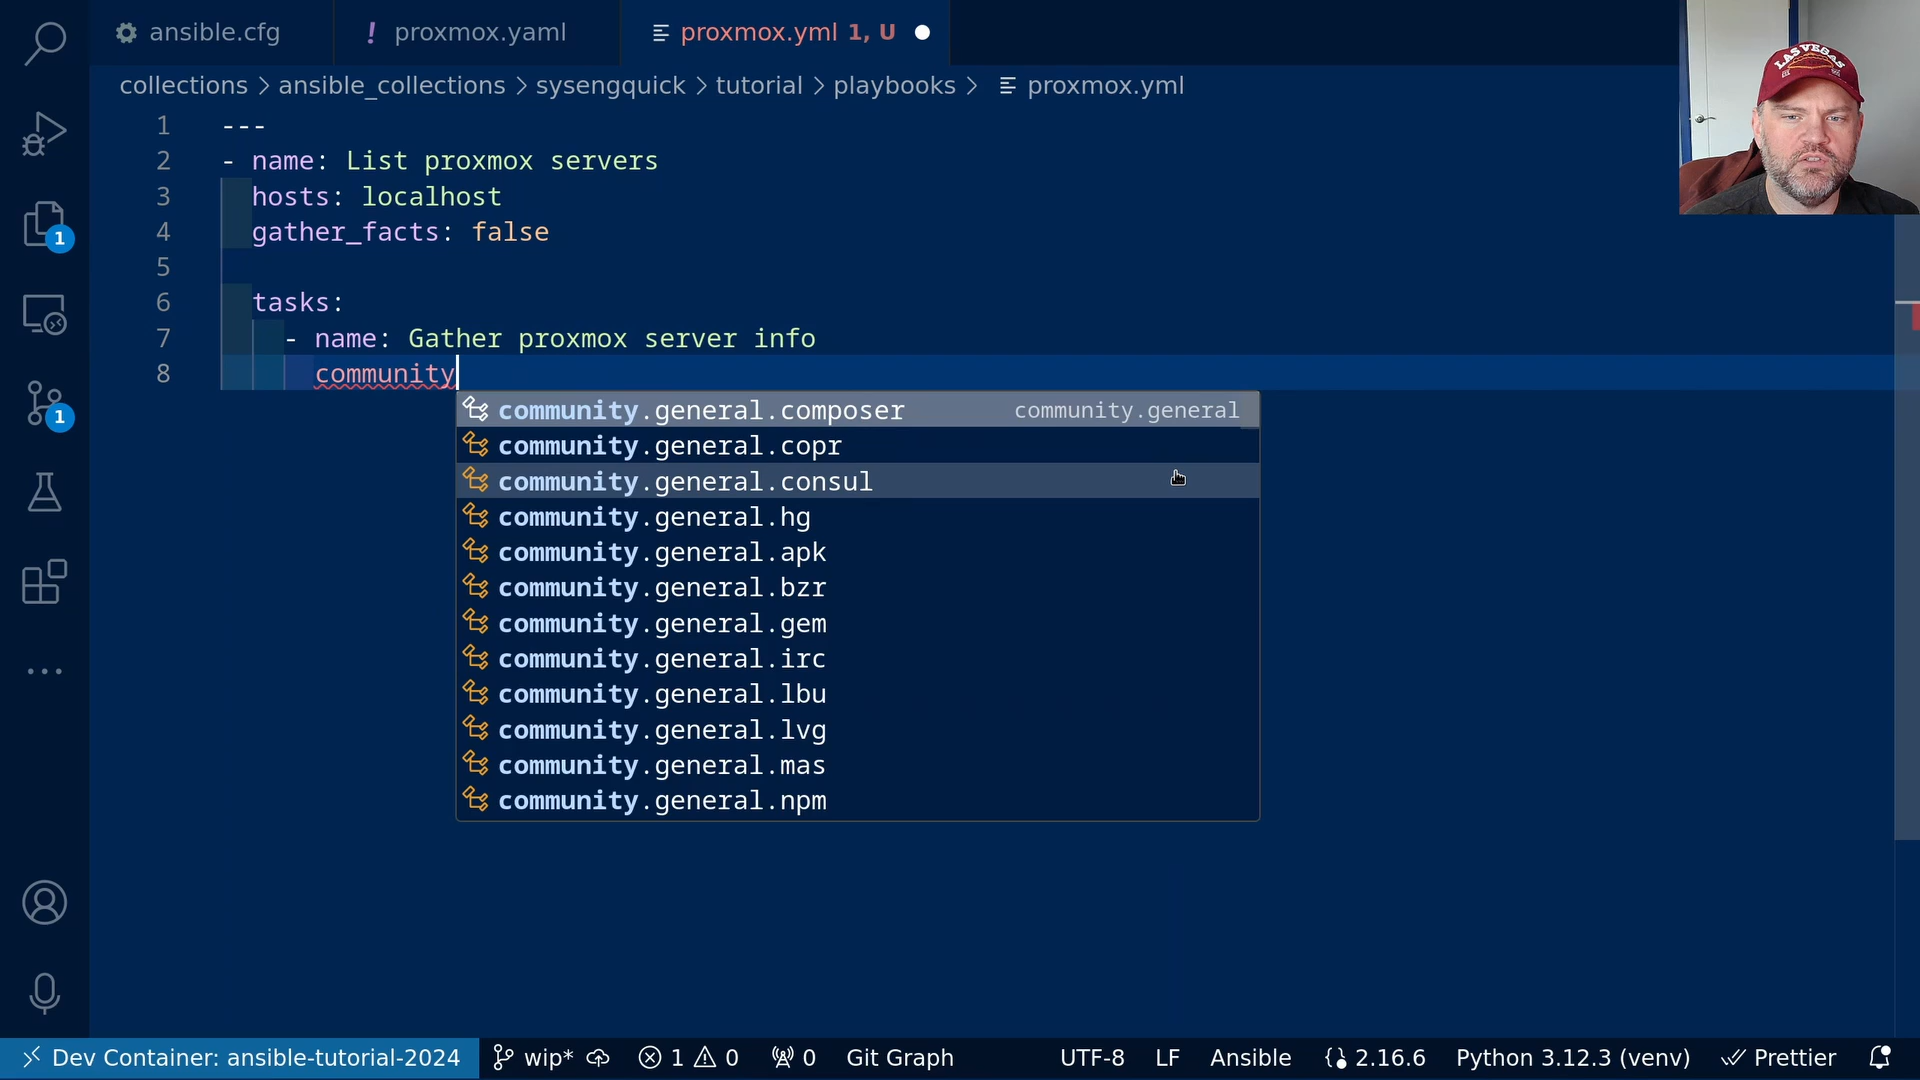 ansible.cfg
! proxmox.yaml
proxmox.yml 1, U
LAS VEGAS
collections > ansible_collections > sysengquick > tutorial > playbooks > proxmox.yml
1 ---
2 - name: List proxmox servers
3 hosts: localhost
4 gather_facts: false
5
6 tasks:
7 - name: Gather proxmox server info
8 community
community.general.composer community.general
community.general.copr
community.general.consul
community.general.hg
community.general.apk
community.general.bzr
community.general.gem
community.general.irc
community.general.lbu
community.general.lvg
community.general.mas
community.general.npm
1
1
Dev Container: ansible-tutorial-2024 wip* 1 0 0 Git Graph UTF-8 LF Ansible 2.16.6 Python 3.12.3 (venv) Prettier